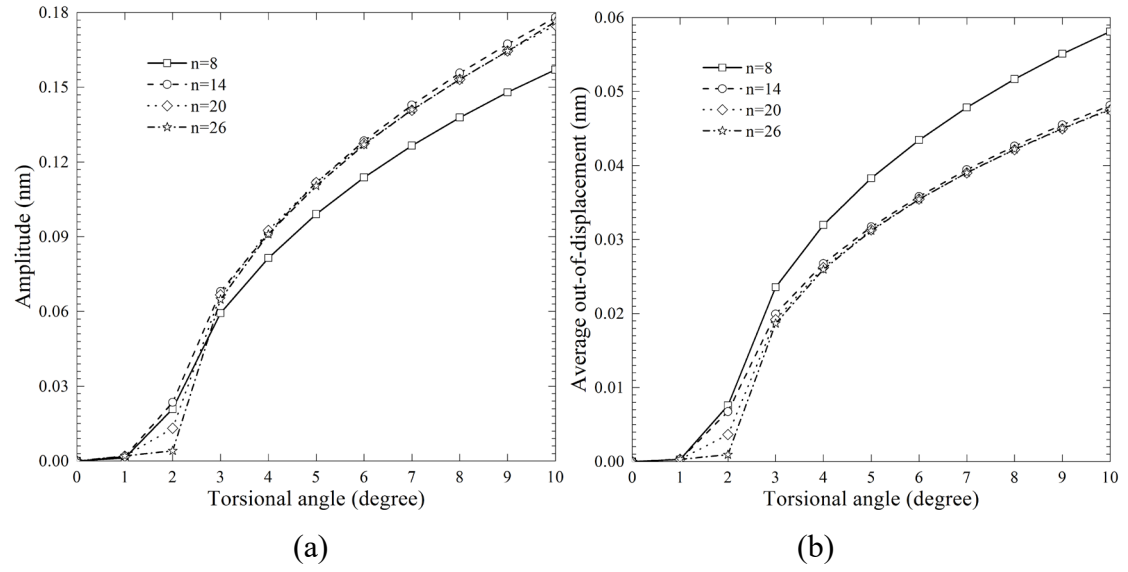 0.18
0.15
0.12
0.09
0.06
0.03
0.00
Amplitude (nm)
n=8
n=14
n=20
n=26
0 1 2 3 4 5 6 7 8 9 10
Torsional angle (degree)
(a)
0.06
0.05
0.04
0.03
0.02
0.01
0.00
Average out-of-displacement (nm)
n=8
n=14
n=20
n=26
0 1 2 3 4 5 6 7 8 9 10
Torsional angle (degree)
(b)